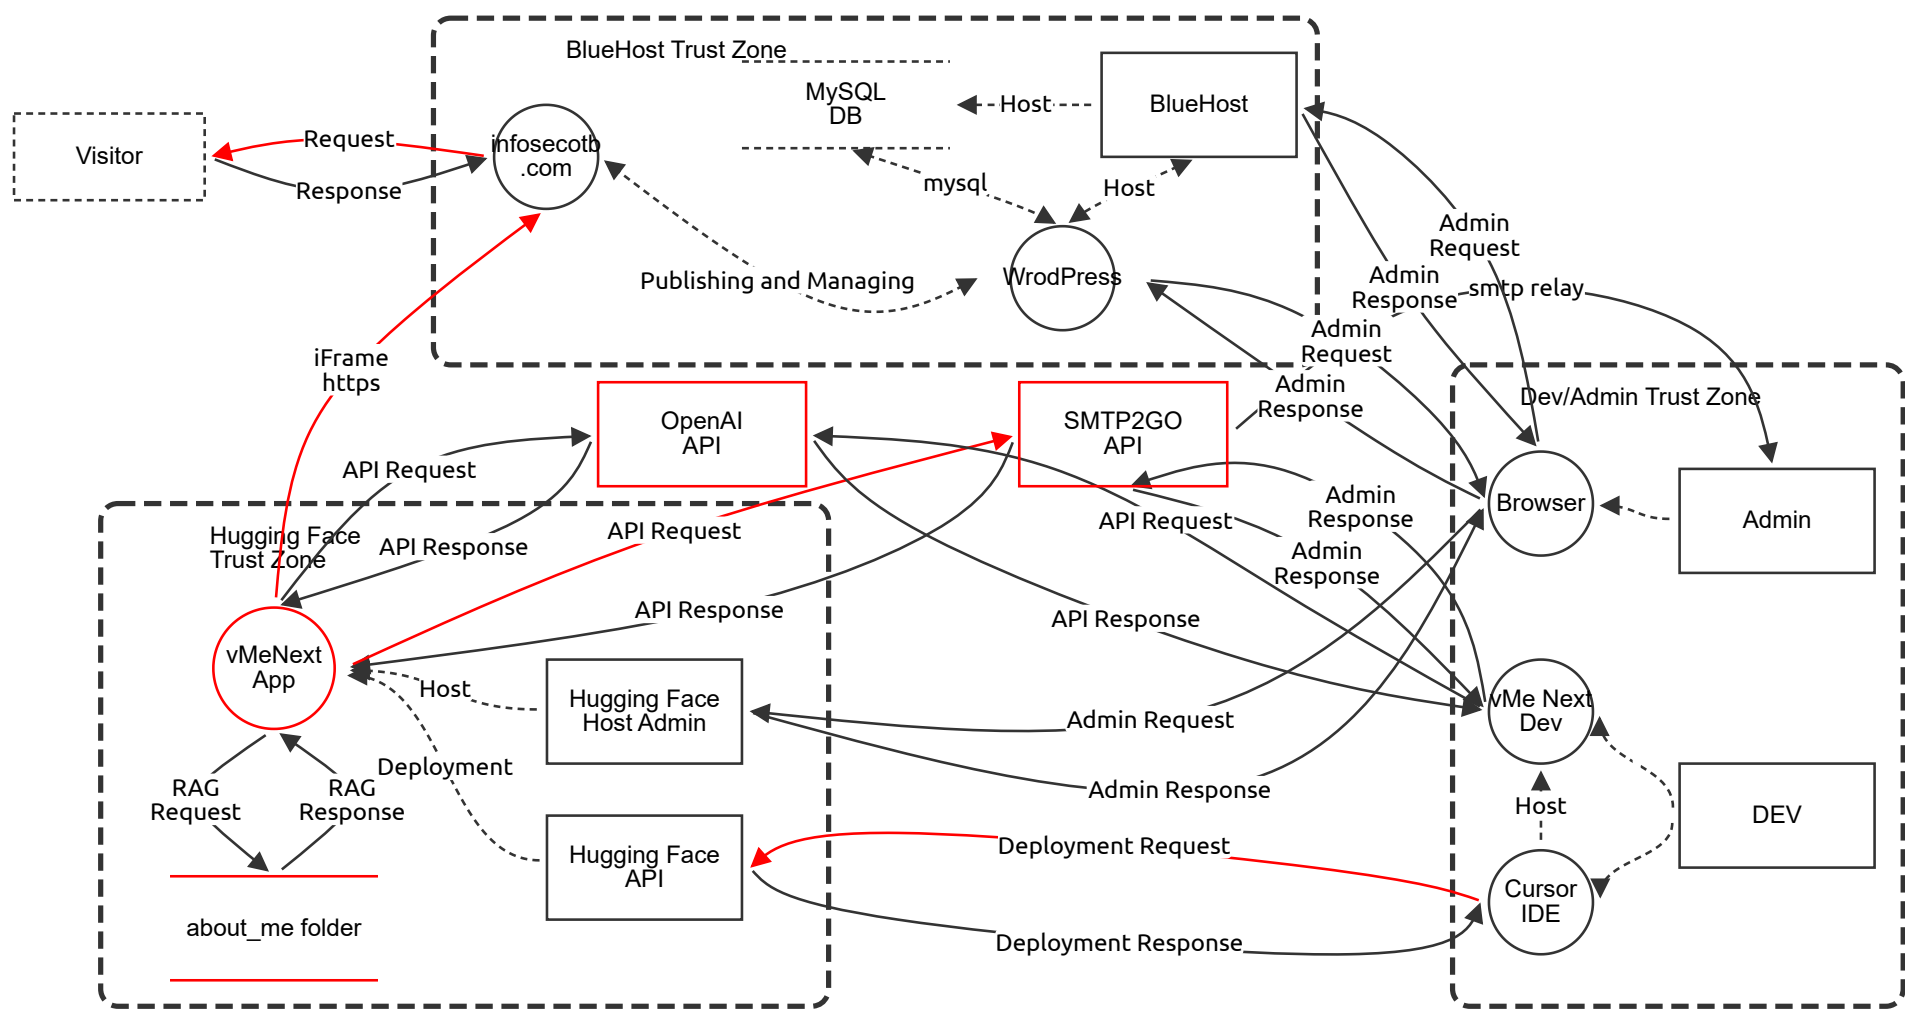 BlueHost Trust Zone
MySQL
DB
Host
BlueHost
Visitor
Request
Response
infosecotb
.com
mysql
Host
Publishing and Managing
WrodPress
Admin
Request
Admin
Response
smtp relay
Admin
Request
Admin
Response
iFrame
https
OpenAI
API
SMTP2GO
API
Dev/Admin Trust Zone
API Request
Hugging Face
Trust Zone
API Response
API Request
API Request
Admin
Response
Admin
Response
Browser
Admin
API Response
API Response
vMeNext
App
Host
Hugging Face
Host Admin
Admin Request
vMe Next
Dev
Deployment
RAG
Request
RAG
Response
Admin Response
Host
DEV
Hugging Face
API
Deployment Request
Cursor
IDE
about_me folder
Deployment Response